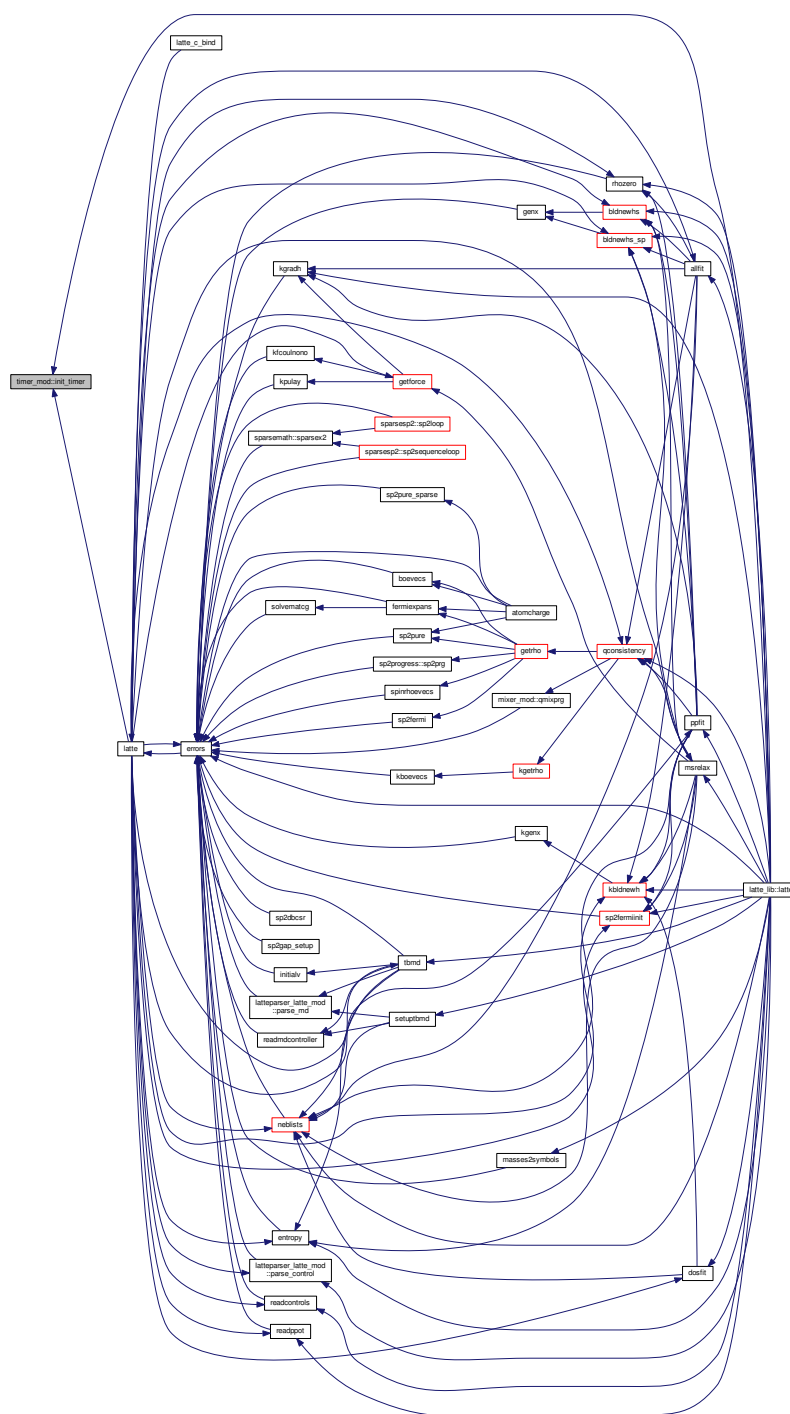 latte_c_bind
rhozero
genx
bldnewhs
bldnewhs_sp
kgradh
allfit
kfcoulnono
timer_mod::init_timer
kpulay
getforce
sparsesp2::sp2loop
sparsemath::sparsex2
sparsesp2::sp2sequenceloop
sp2pure_sparse
boevecs
solvematcg
fermiexpans
atomcharge
sp2pure
getrho
qconsistency
sp2progress::sp2prg
spinrhoevecs
mixer_mod::qmixprg
sp2fermi
ppfit
latte
errors
msrelax
kboevecs
kgetrho
kgenx
kbldnewh
latte_lib::latte
sp2dbcsr
sp2fermiinit
sp2gap_setup
tbmd
initialv
latteparser_latte_mod
::parse_md
setuptbmd
readmdcontroller
neblists
masses2symbols
entropy
latteparser_latte_mod
::parse_control
dosfit
readcontrols
readppot